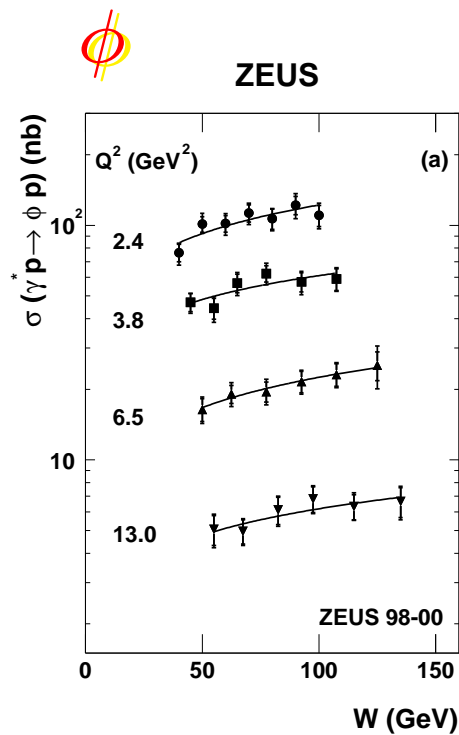 ZEUS
σ (γ* p → ϕ p) (nb)
Q² (GeV²)
(a)
10²
2.4
3.8
6.5
10
13.0
ZEUS 98-00
0
50
100
150
W (GeV)